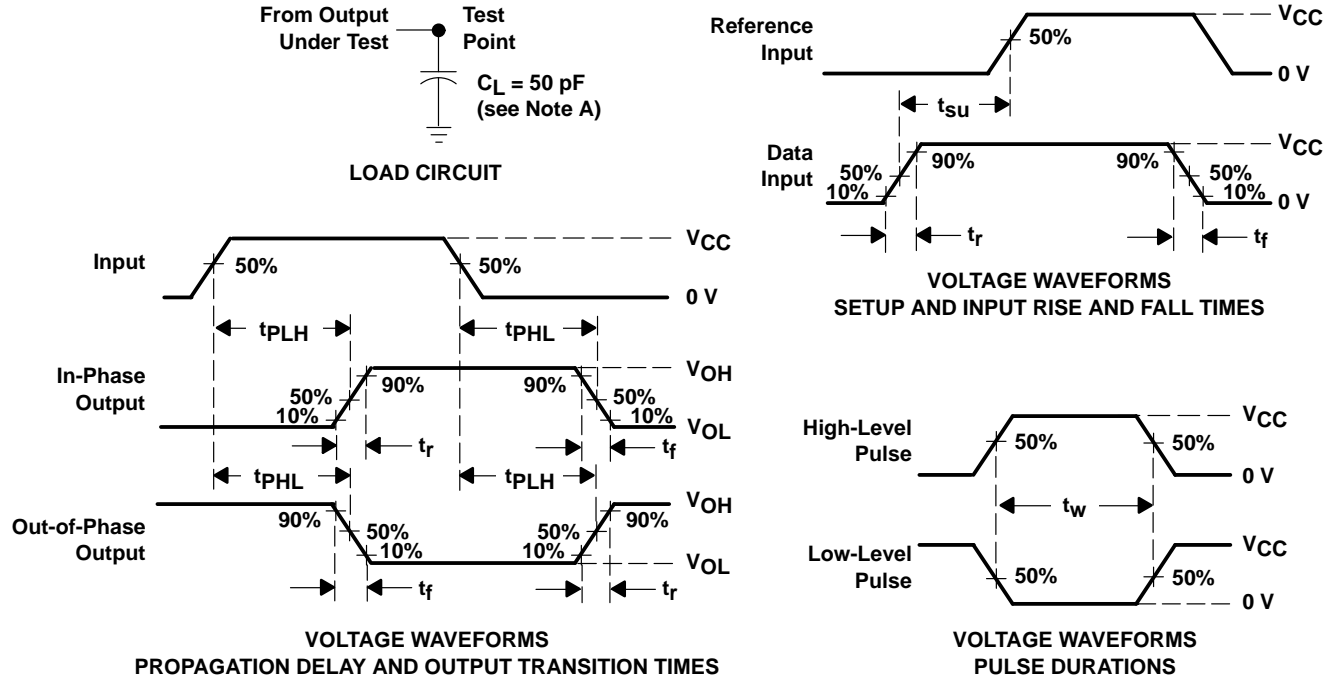 From Output
Under Test
Test
Point
CL = 50 pF
(see Note A)
LOAD CIRCUIT
Reference
Input
50%
VCC
0 V
tsu
Data
Input
50%
10%
90%
90%
50%
10%
VCC
0 V
tr
tf
VOLTAGE WAVEFORMS
SETUP AND INPUT RISE AND FALL TIMES
Input
50%
50%
VCC
0 V
tPLH
tPHL
In-Phase
Output
50%
10%
90%
90%
50%
10%
VOH
VOL
tr
tf
tPHL
tPLH
Out-of-Phase
Output
90%
50%
10%
50%
10%
90%
VOH
VOL
tf
tr
VOLTAGE WAVEFORMS
PROPAGATION DELAY AND OUTPUT TRANSITION TIMES
High-Level
Pulse
50%
50%
VCC
0 V
tw
Low-Level
Pulse
50%
50%
VCC
0 V
VOLTAGE WAVEFORMS
PULSE DURATIONS